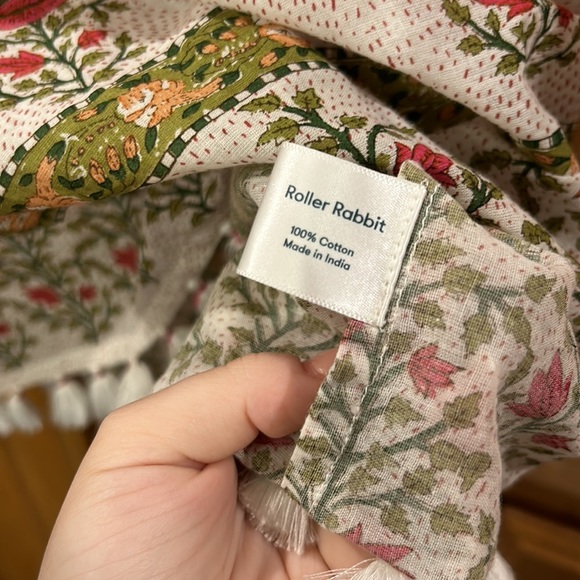 Roller Rabbit
100% Cotton
Made in India